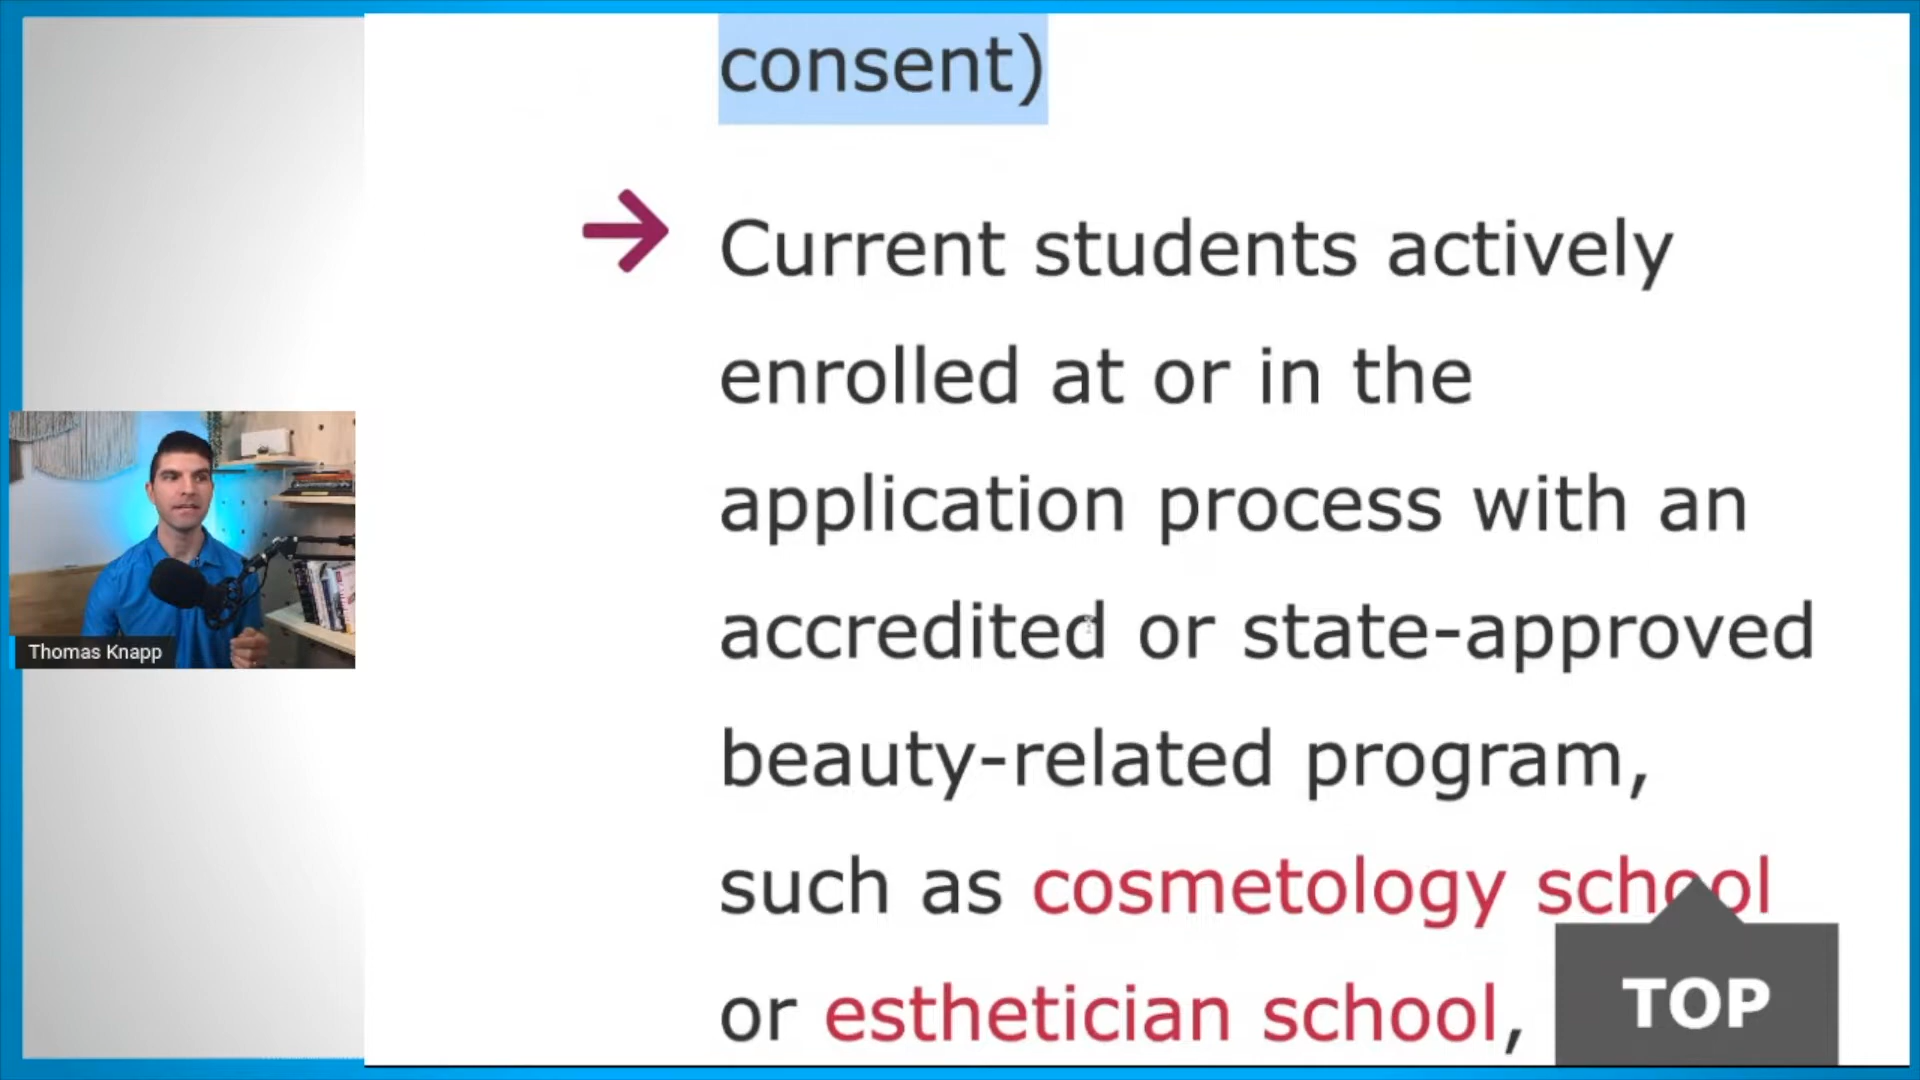 consent)
Current students actively
enrolled at or in the
application process with an
accredited or state-approved
beauty-related program,
such as cosmetology school
or esthetician school,
TOP
Thomas Knapp